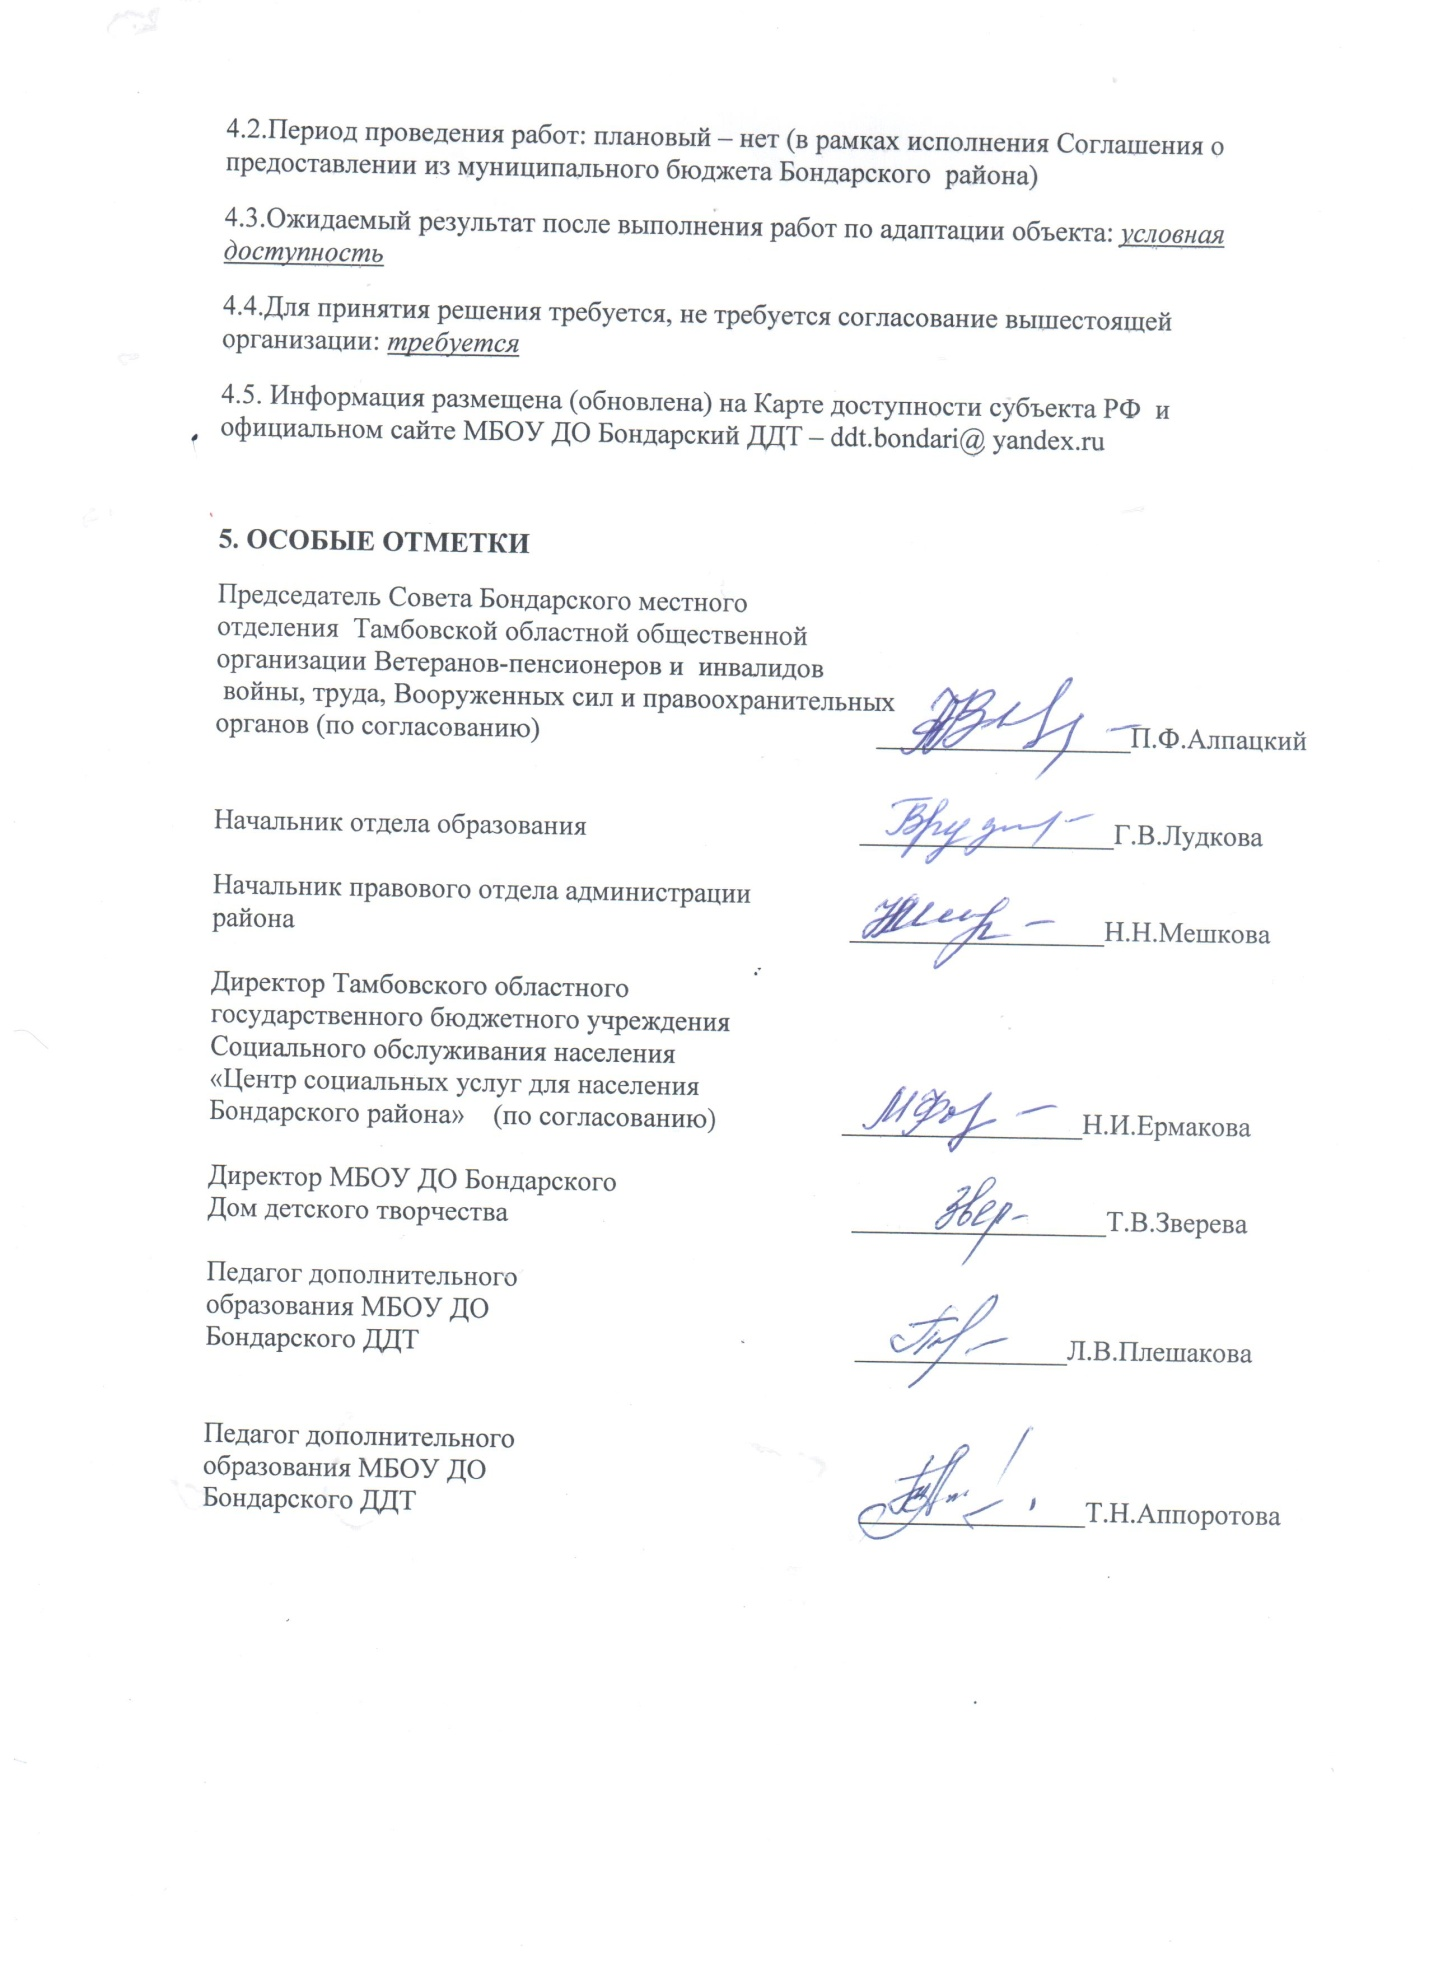 4.2.Период проведения работ: плановый – нет (в рамках исполнения Соглашения о
предоставлении из муниципального бюджета Бондарского  района)
4.3.Ожидаемый результат после выполнения работ по адаптации объекта: условная
доступность
4.4.Для принятия решения требуется, не требуется согласование вышестоящей
организации: требуется
4.5. Информация размещена (обновлена) на Карте доступности субъекта РФ  и
официальном сайте МБОУ ДО Бондарский ДДТ – ddt.bondari@ yandex.ru
5. ОСОБЫЕ ОТМЕТКИ
Председатель Совета Бондарского местного
отделения  Тамбовской областной общественной
организации Ветеранов-пенсионеров и  инвалидов
войны, труда, Вооруженных сил и правоохранительных
органов (по согласованию) П.Ф.Алпацкий
Начальник отдела образования Г.В.Лудкова
Начальник правового отдела администрации
района Н.Н.Мешкова
Директор Тамбовского областного
государственного бюджетного учреждения
Социального обслуживания населения
«Центр социальных услуг для населения
Бондарского района»    (по согласованию) Н.И.Ермакова
Директор МБОУ ДО Бондарского
Дом детского творчества Т.В.Зверева
Педагог дополнительного
образования МБОУ ДО
Бондарского ДДТ Л.В.Плешакова
Педагог дополнительного
образования МБОУ ДО
Бондарского ДДТ Т.Н.Аппоротова